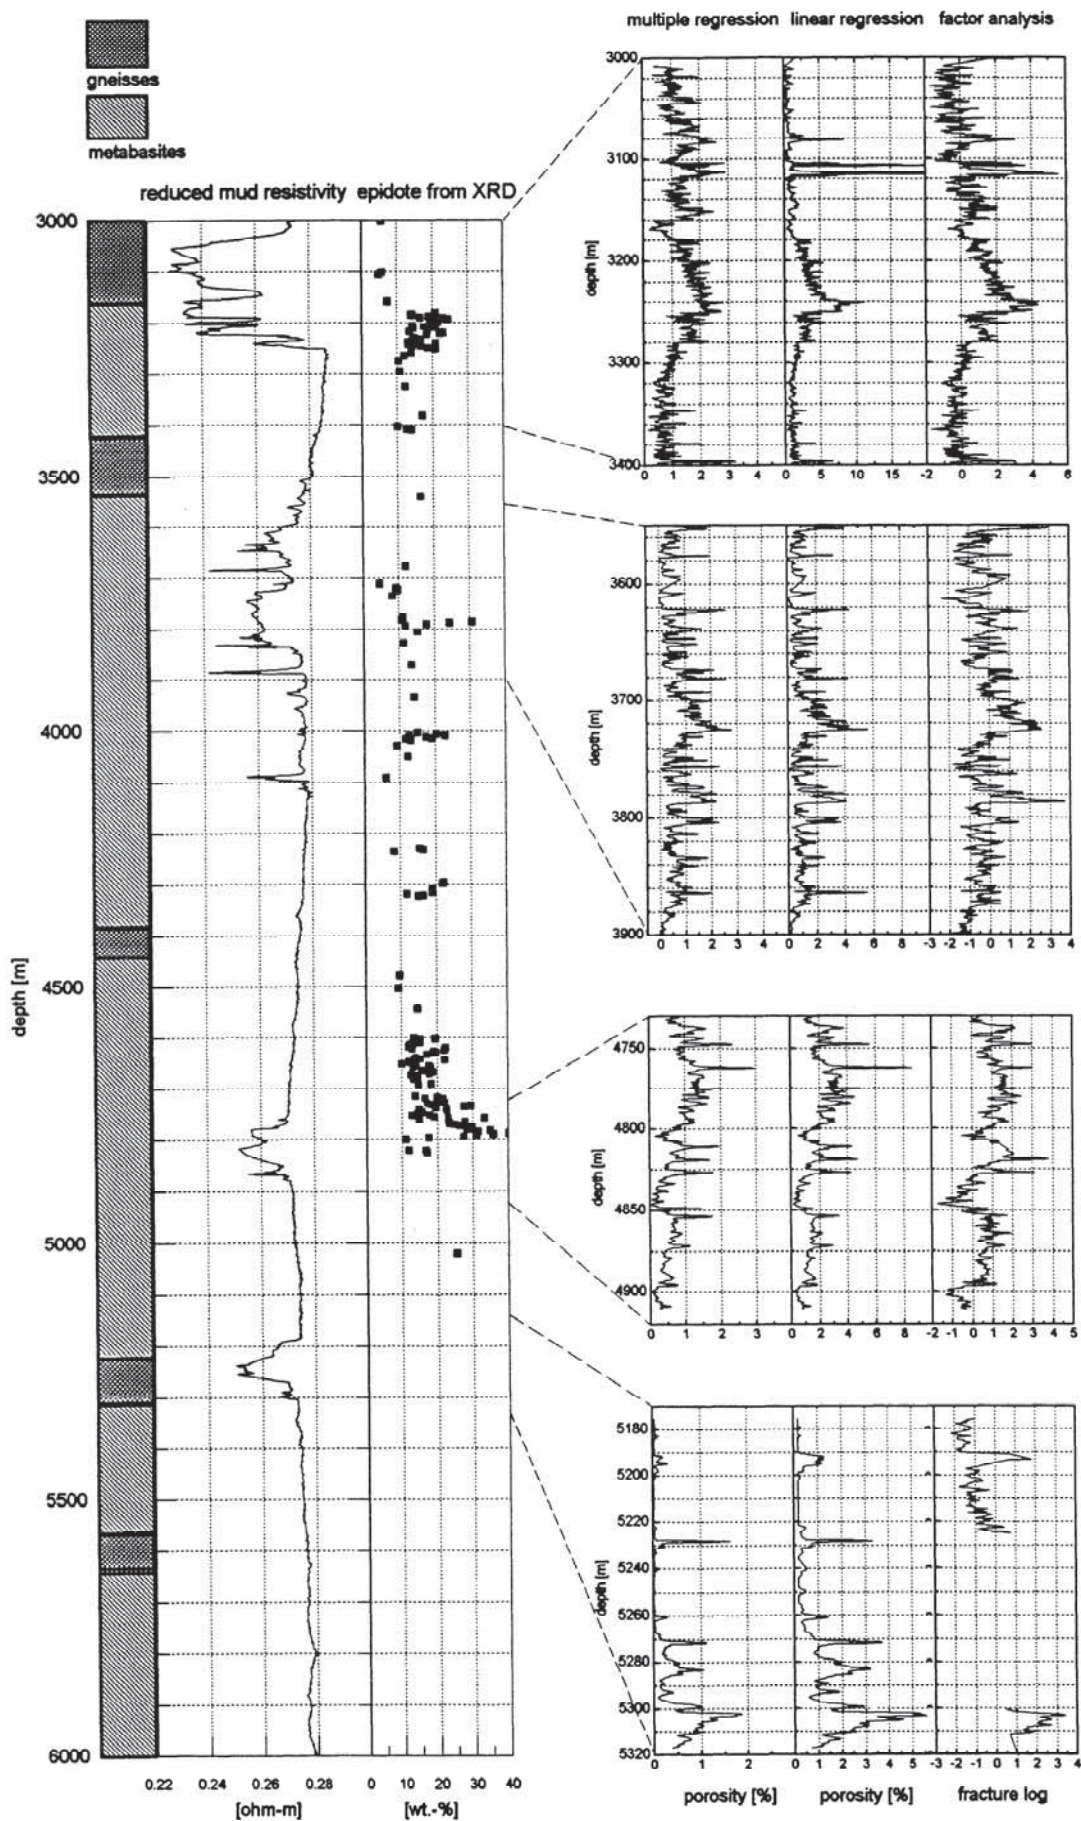 multiple regression linear regression factor analysis
gneisses
metabasites
reduced mud resistivity epidote from XRD
3000
3500
4000
4500
5000
5500
6000
depth [m]
0.22 0.24 0.26 0.28
[ohm-m]
0 10 20 30 40
[wt.-%]
3000
3100
3200
3300
3400
depth [m]
0 1 2 3 4 5
0 5 10 15
-2 0 2 4 6
3600
3700
3800
3900
depth [m]
0 1 2 3 4
0 2 4 6 8
-3 -2 -1 0 1 2 3 4
4750
4800
4850
4900
depth [m]
0 1 2 3
0 2 4 6 8
-2 -1 0 1 2 3 4 5
5180
5200
5220
5240
5260
5280
5300
5320
depth [m]
0 1 2
0 1 2 3 4 5 6
-3 -2 -1 0 1 2 3 4
porosity [%] porosity [%] fracture log